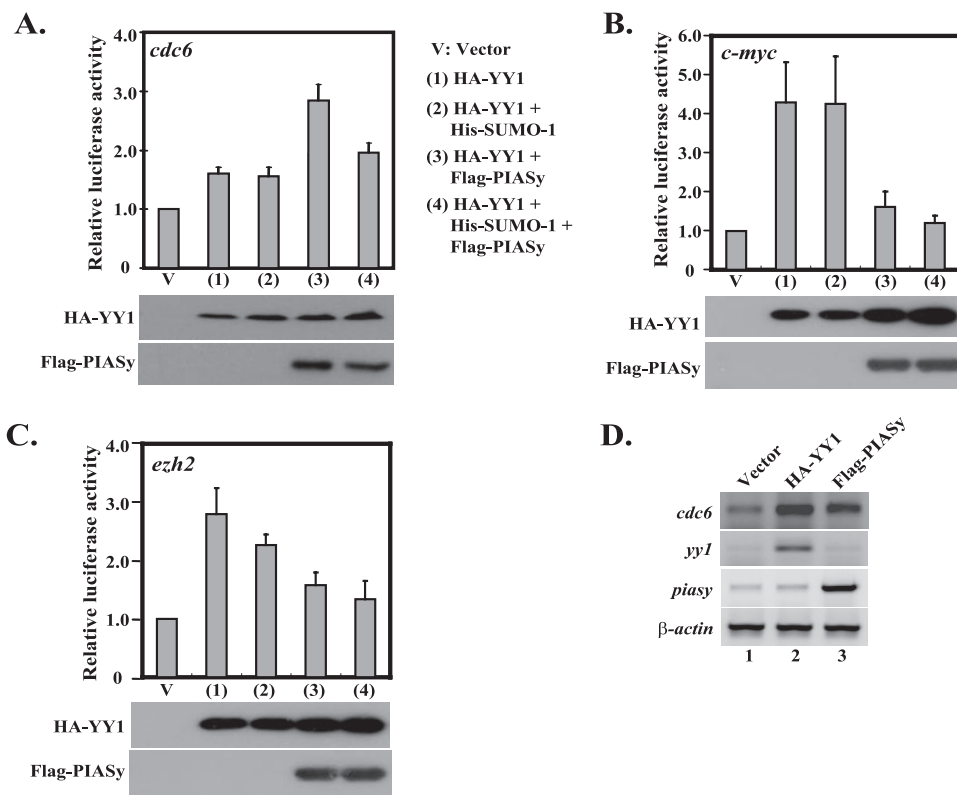 A.
cdc6
Relative luciferase activity
4.0
3.0
2.0
1.0
0
V (1) (2) (3) (4)
HA-YY1
Flag-PIASy
V: Vector
(1) HA-YY1
(2) HA-YY1 +
His-SUMO-1
(3) HA-YY1 +
Flag-PIASy
(4) HA-YY1 +
His-SUMO-1 +
Flag-PIASy
B.
c-myc
Relative luciferase activity
6.0
5.0
4.0
3.0
2.0
1.0
0
V (1) (2) (3) (4)
HA-YY1
Flag-PIASy
C.
ezh2
Relative luciferase activity
4.0
3.0
2.0
1.0
0
V (1) (2) (3) (4)
HA-YY1
Flag-PIASy
D.
Vector HA-YY1 Flag-PIASy
cdc6
yy1
piasy
β-actin
1 2 3